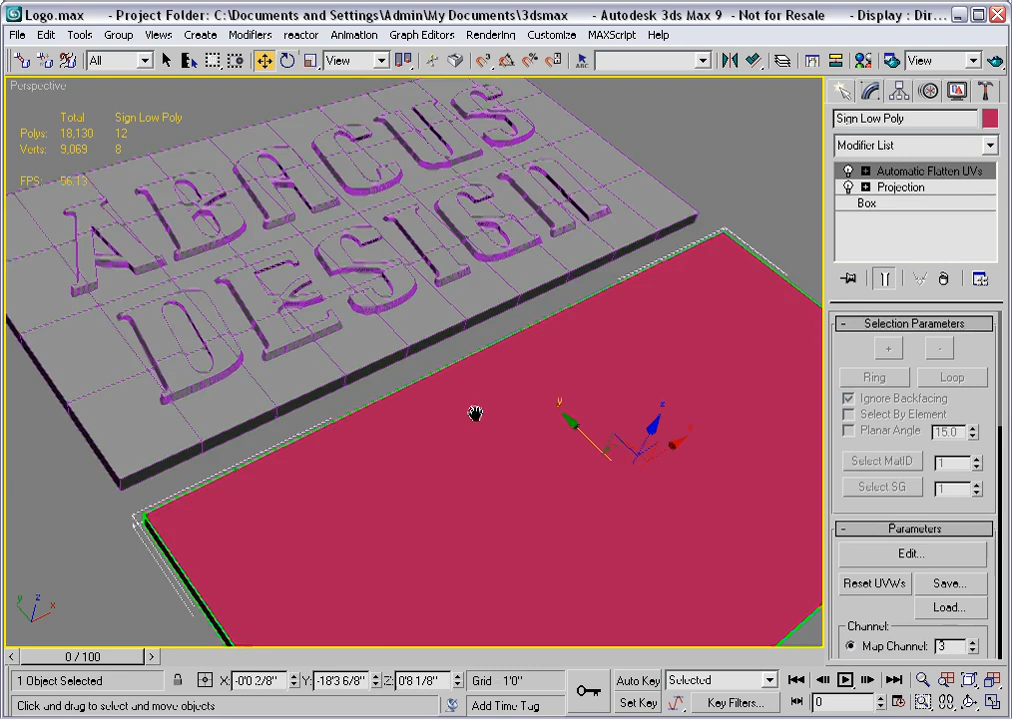 Logo.max - Project Folder: C:\Documents and Settings\Admin\My Documents\3dsmax - Autodesk 3ds Max 9 - Not for Resale - Display : Dir...
File Edit Tools Group Views Create Modifiers reactor Animation Graph Editors Rendering Customize MAXScript Help
All View View
Perspective
Total Sign Low Poly
Polys: 18,130 12
Verts: 9,069 8
FPS: 56.13
ABACUS
DESIGN
y z x
z y x
Sign Low Poly
Modifier List
Automatic Flatten UVs
Projection
Box
- Selection Parameters
+ -
Ring Loop
Ignore Backfacing
Select By Element
Planar Angle 15.0
Select MatID 1
Select SG 1
- Parameters
Edit...
Reset UVWs Save...
Load...
Channel:
Map Channel: 3
< 0 / 100 >
1 Object Selected X: -0'0 2/8" Y: -18'3 6/8" Z: 0'8 1/8" Grid = 1'0" Auto Key Selected
Click and drag to select and move objects Add Time Tag Set Key Key Filters... 0